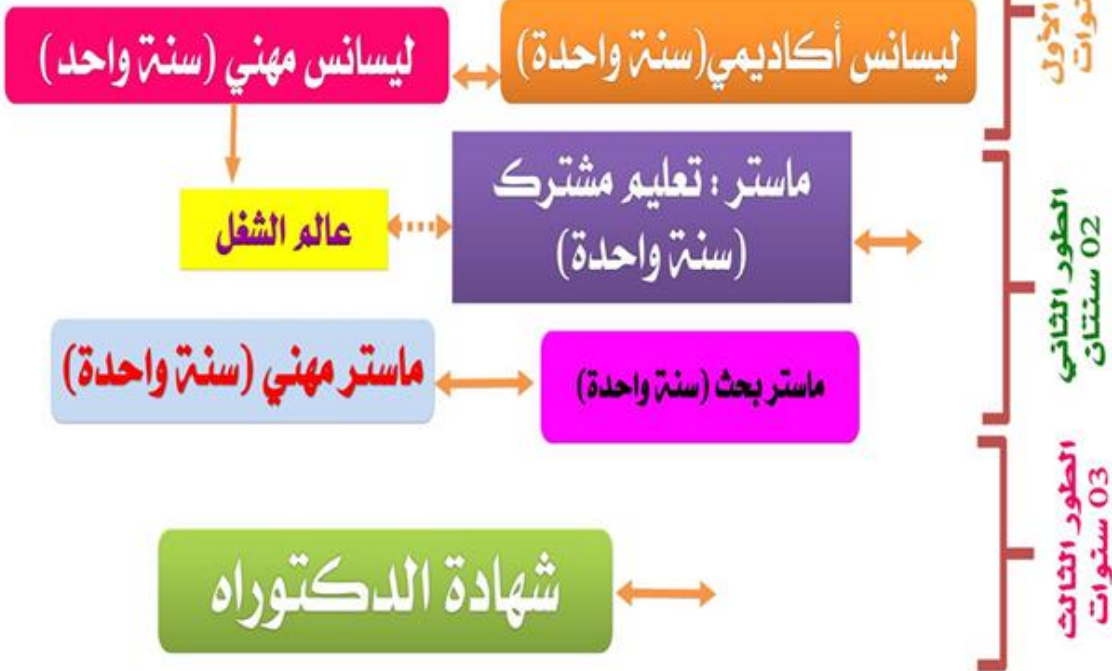 الأول
نوات
ليسانس أكاديمي(سنة واحدة)
ليسانس مهني (سنة واحد)
الطور الثاني
02 سنتان
ماستر : تعليم مشترك
(سنة واحدة)
عالم الشغل
ماستر بحث (سنة واحدة)
ماستر مهني (سنة واحدة)
الطور الثالث
03 سنوات
شهادة الدكتوراه